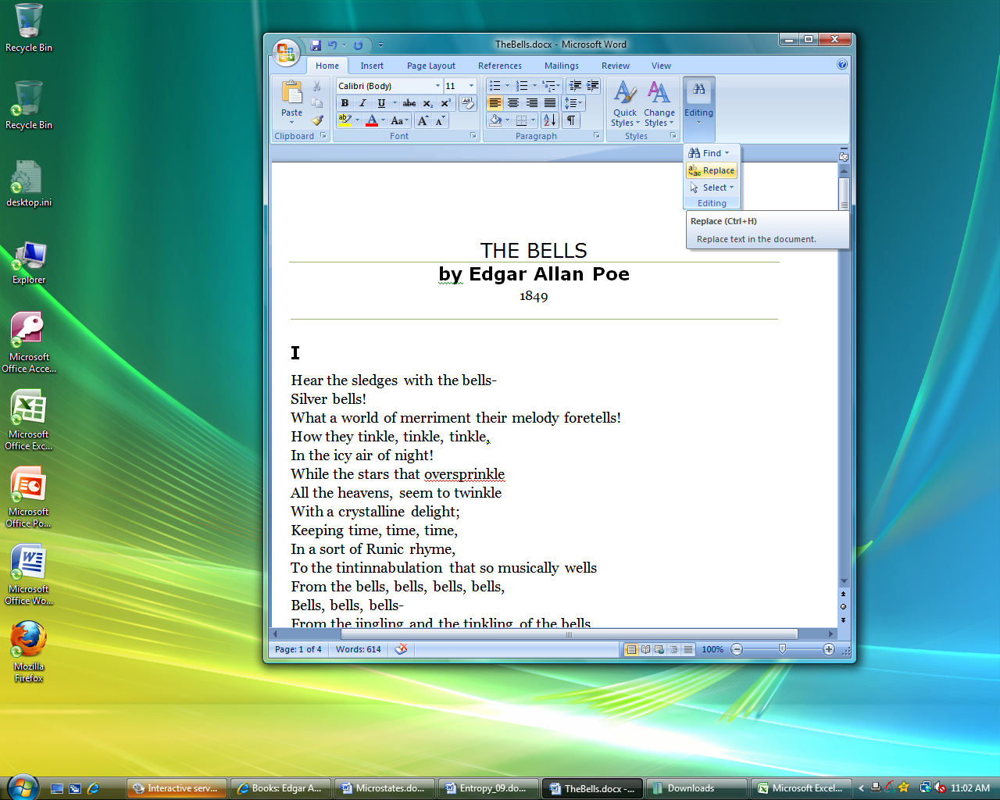 Recycle Bin
Recycle Bin
desktop.ini
Explorer
Microsoft
Office Acce...
Microsoft
Office Exc...
Microsoft
Office Po...
Microsoft
Office Wo...
Mozilla
Firefox
TheBells.docx - Microsoft Word
Home Insert Page Layout References Mailings Review View
Calibri (Body) 11
Paste
Quick
Styles
Change
Styles
Editing
Clipboard Font Paragraph Styles
Find
Replace
Select
Editing
Replace (Ctrl+H)
Replace text in the document.
THE BELLS
by Edgar Allan Poe
1849
I
Hear the sledges with the bells-
Silver bells!
What a world of merriment their melody foretells!
How they tinkle, tinkle, tinkle,
In the icy air of night!
While the stars that oversprinkle
All the heavens, seem to twinkle
With a crystalline delight;
Keeping time, time, time,
In a sort of Runic rhyme,
To the tintinnabulation that so musically wells
From the bells, bells, bells, bells,
Bells, bells, bells-
From the jingling and the tinkling of the bells
Page: 1 of 4 Words: 614 100%
Interactive serv... Books: Edgar A... Microstates.do... Entropy_09.do... TheBells.docx -... Downloads Microsoft Excel... 11:02 AM